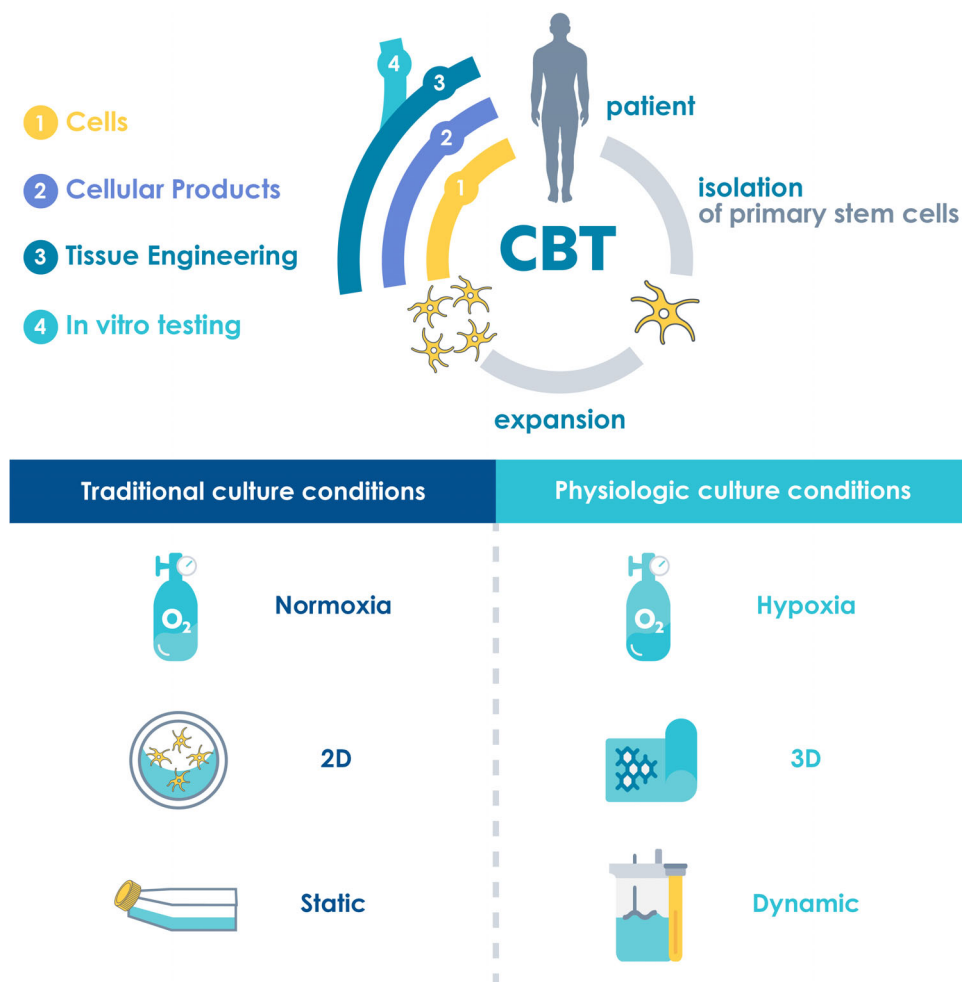 4
3
2
1
1 Cells
2 Cellular Products
3 Tissue Engineering
4 In vitro testing
patient
isolation
of primary stem cells
CBT
expansion
Traditional culture conditions
Physiologic culture conditions
O2
Normoxia
O2
Hypoxia
2D
3D
Static
Dynamic